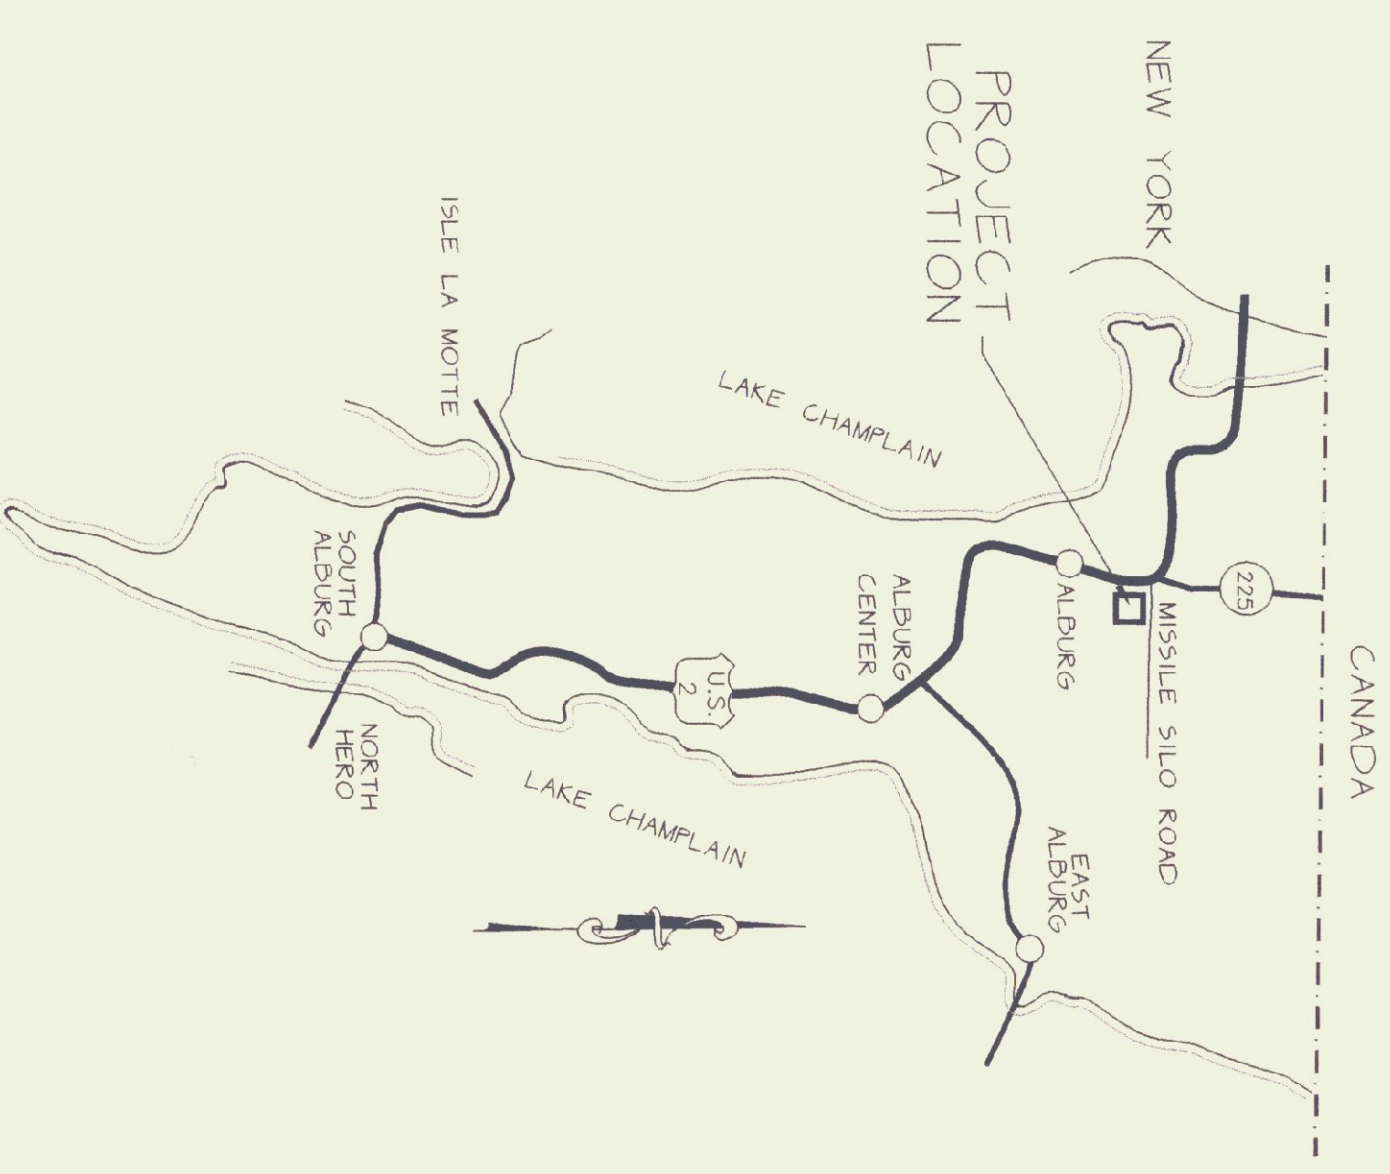 CANADA
NEW YORK
225
MISSILE SILO ROAD
PROJECT
LOCATION
ALBURG
EAST
ALBURG
ALBURG
CENTER
LAKE CHAMPLAIN
U.S.
2
LAKE CHAMPLAIN
ISLE LA MOTTE
SOUTH
ALBURG
NORTH
HERO